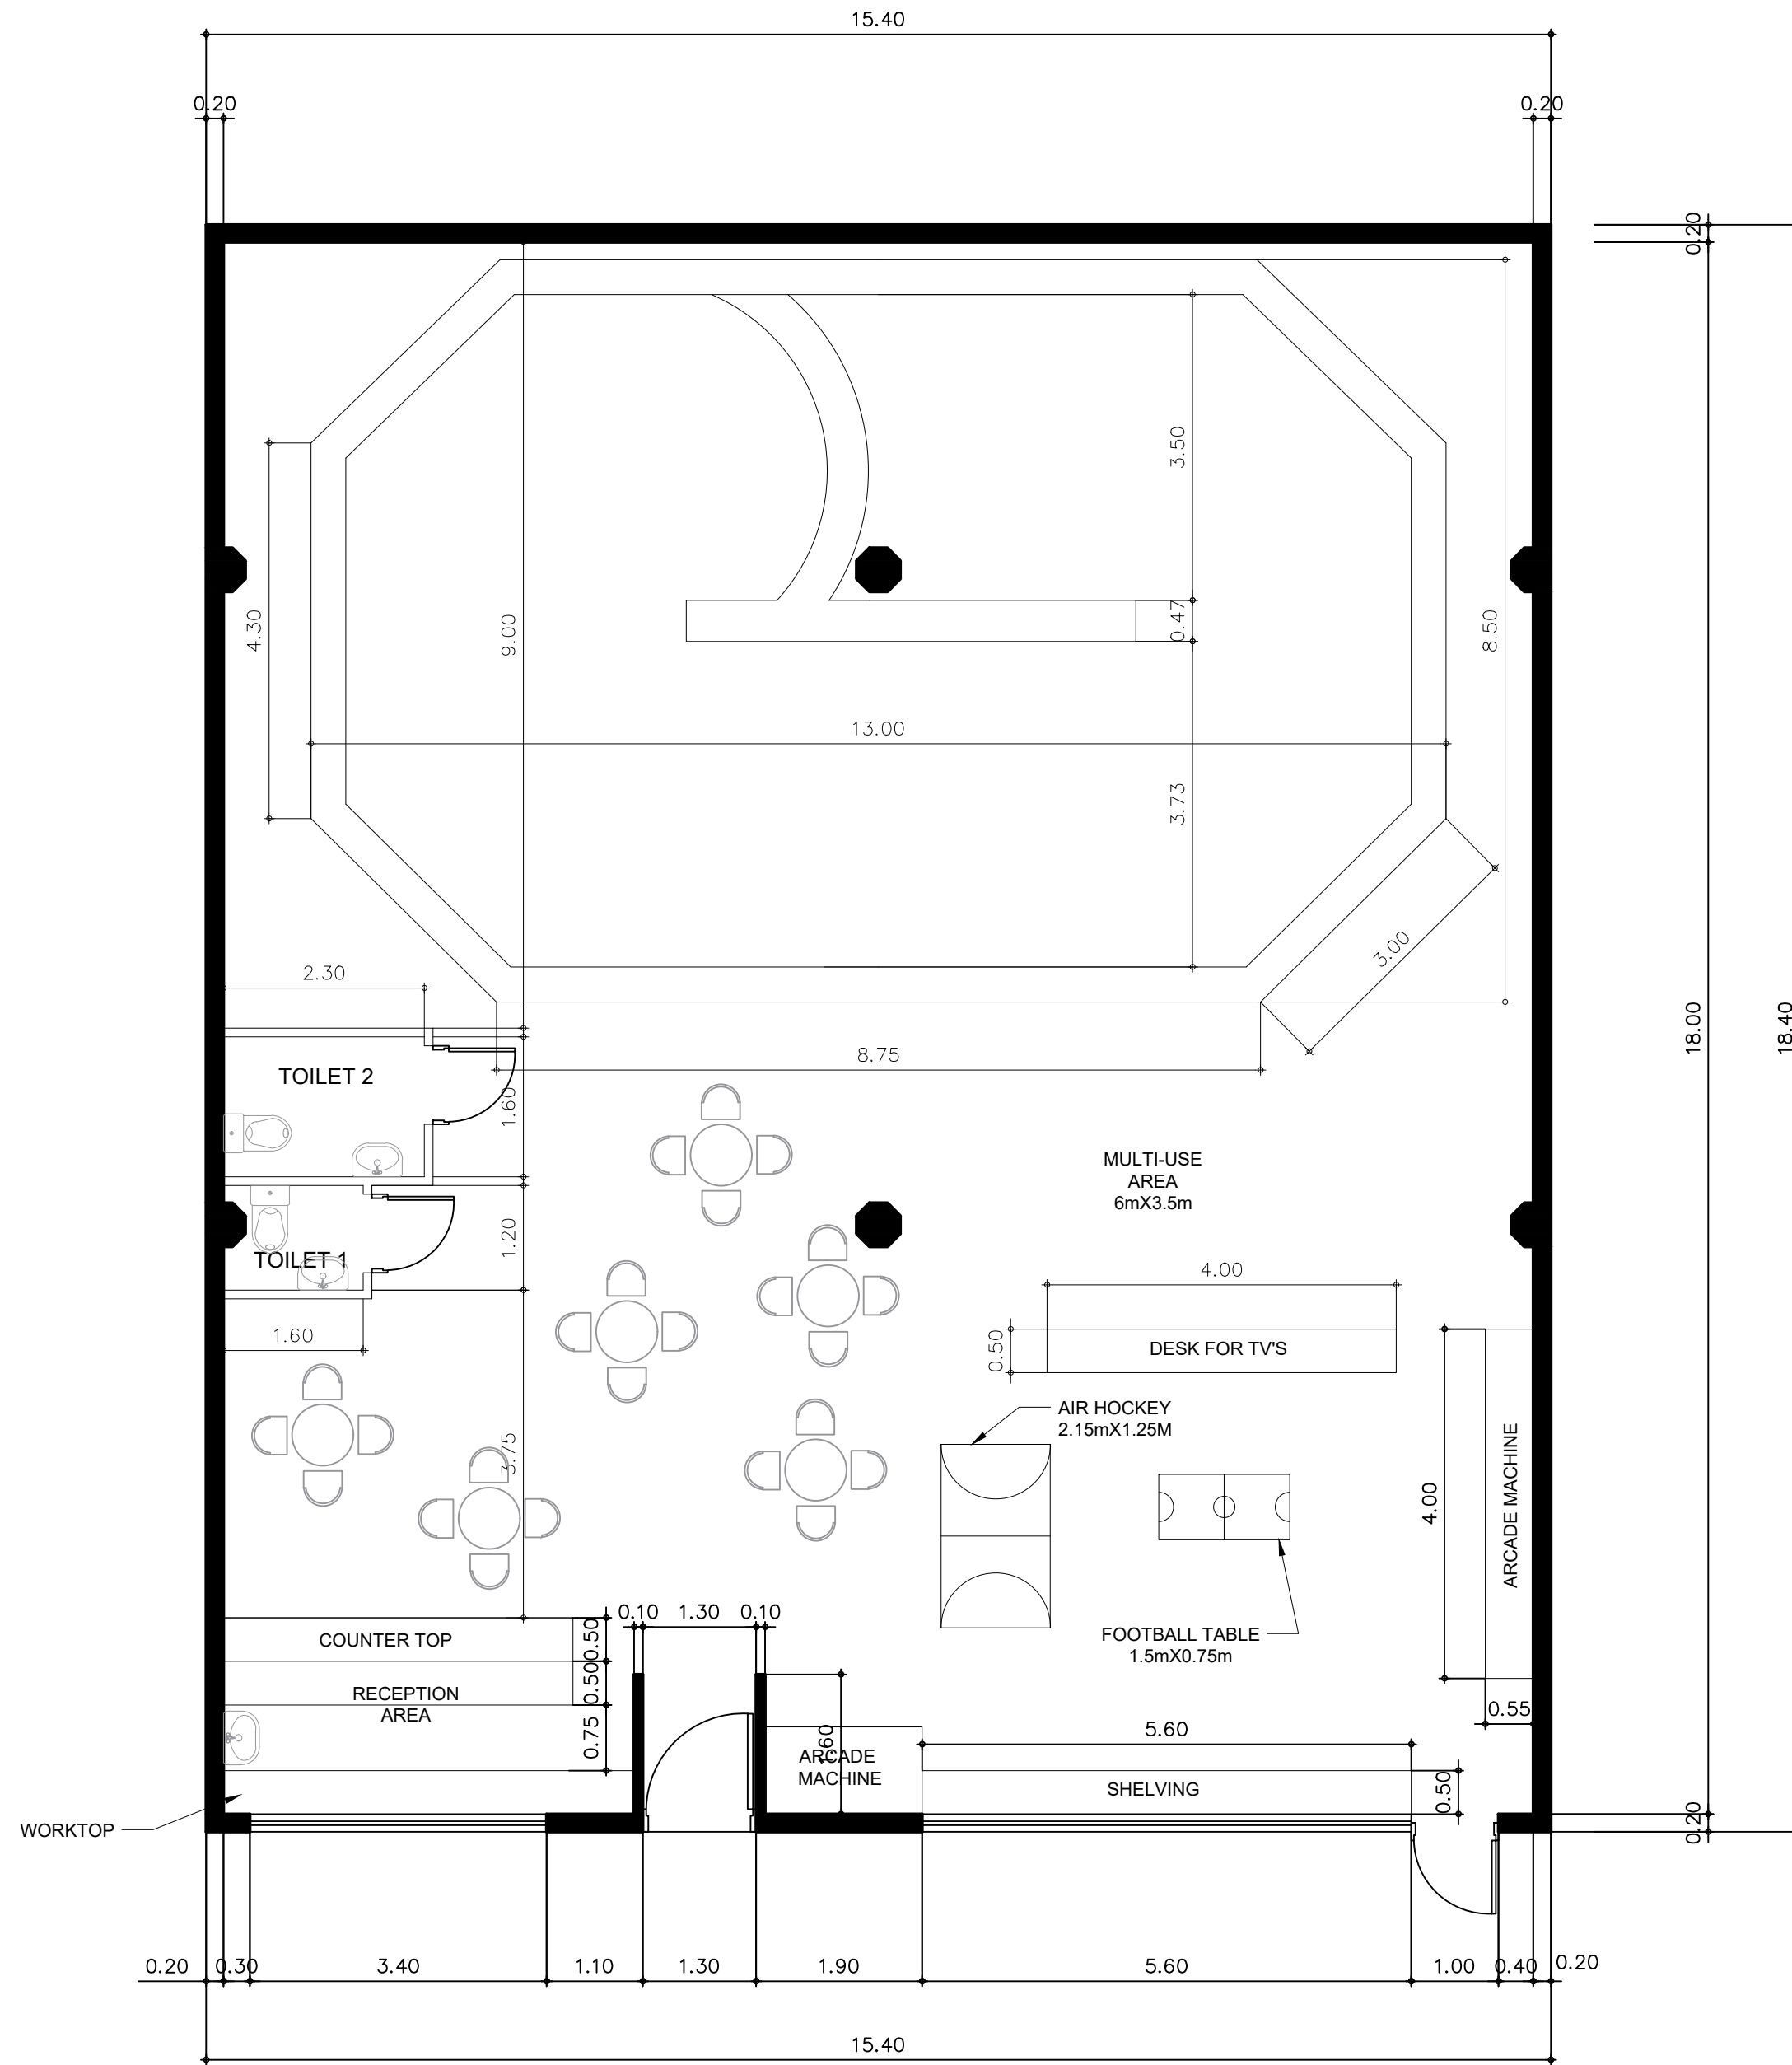 15.40
0.20
0.20
0.20
3.50
4.30
9.00
0.47
8.50
13.00
3.73
3.00
2.30
18.00
18.40
8.75
TOILET 2
1.60
MULTI-USE
AREA
6mX3.5m
1.20
TOILET 1
4.00
1.60
0.50
DESK FOR TV'S
AIR HOCKEY
2.15mX1.25M
3.75
4.00
ARCADE MACHINE
0.10
1.30
0.10
COUNTER TOP
0.50
FOOTBALL TABLE
1.5mX0.75m
0.50
RECEPTION
AREA
0.55
0.75
1.60
5.60
ARCADE
MACHINE
SHELVING
0.50
0.20
WORKTOP
0.20
0.30
3.40
1.10
1.30
1.90
5.60
1.00
0.40
0.20
15.40